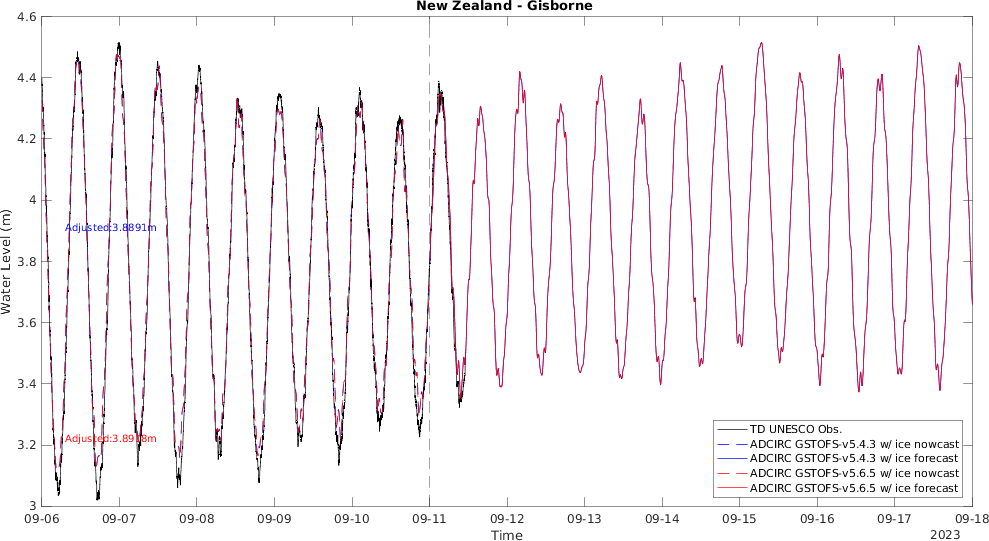 New Zealand - Gisborne
Water Level (m)
4.6
4.4
4.2
4
3.8
3.6
3.4
3.2
3
Adjusted:3.8891m
Adjusted:3.8918m
TD UNESCO Obs.
ADCIRC GSTOFS-v5.4.3 w/ ice nowcast
ADCIRC GSTOFS-v5.4.3 w/ ice forecast
ADCIRC GSTOFS-v5.6.5 w/ ice nowcast
ADCIRC GSTOFS-v5.6.5 w/ ice forecast
09-06 09-07 09-08 09-09 09-10 09-11 09-12 09-13 09-14 09-15 09-16 09-17 09-18
Time
2023